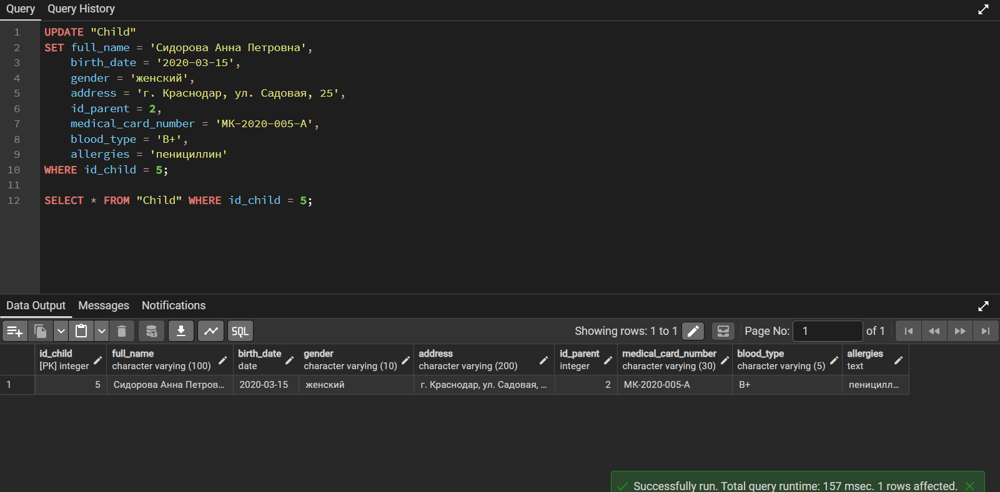 Query Query History
1 UPDATE "Child"
2 SET full_name = 'Сидорова Анна Петровна',
3 birth_date = '2020-03-15',
4 gender = 'женский',
5 address = 'г. Краснодар, ул. Садовая, 25',
6 id_parent = 2,
7 medical_card_number = 'МК-2020-005-А',
8 blood_type = 'B+',
9 allergies = 'пенициллин'
10 WHERE id_child = 5;
11
12 SELECT * FROM "Child" WHERE id_child = 5;
Data Output Messages Notifications
SQL Showing rows: 1 to 1 Page No: 1 of 1
id_child full_name birth_date gender address id_parent medical_card_number blood_type allergies
[PK] integer character varying (100) date character varying (10) character varying (200) integer character varying (30) character varying (5) text
1 5 Сидорова Анна Петров... 2020-03-15 женский г. Краснодар, ул. Садовая, ... 2 МК-2020-005-А B+ пеницилл...
Successfully run. Total query runtime: 157 msec. 1 rows affected.